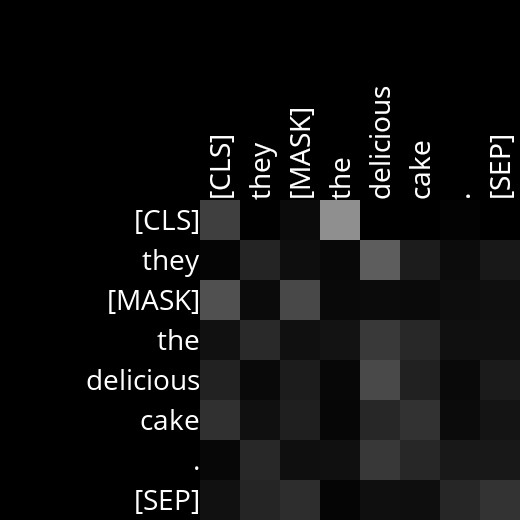 [CLS] they [MASK] the delicious cake . [SEP]
[CLS]
they
[MASK]
the
delicious
cake
.
[SEP]